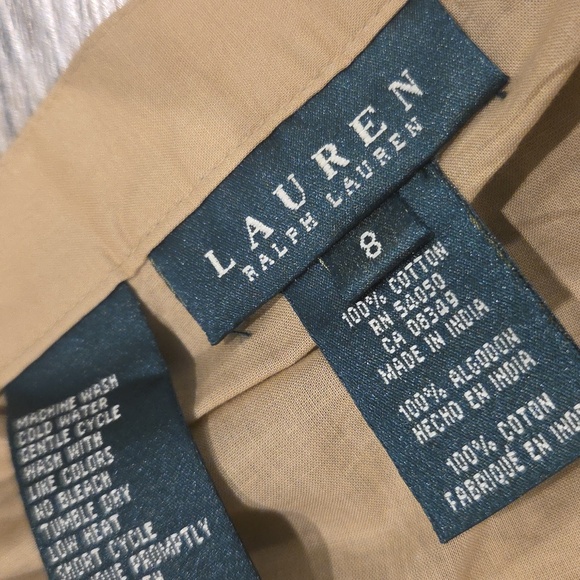 LAUREN
RALPH LAUREN
8
100% COTTON
RN 54050
CA 08349
MADE IN INDIA
100% ALGODON
HECHO EN INDIA
100% COTON
FABRIQUE EN
MACHINE WASH
COLD WATER
GENTLE CYCLE
WASH WITH
LIKE COLORS
NO BLEACH
TUMBLE DRY
LOW HEAT
SHORT CYCLE
PROMPTLY